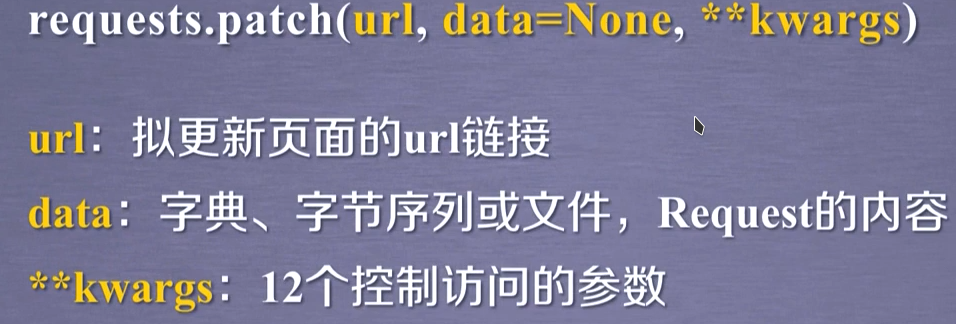 requests.patch(url, data=None, **kwargs)
url：拟更新页面的url链接
data：字典、字节序列或文件，Request的内容
**kwargs：12个控制访问的参数